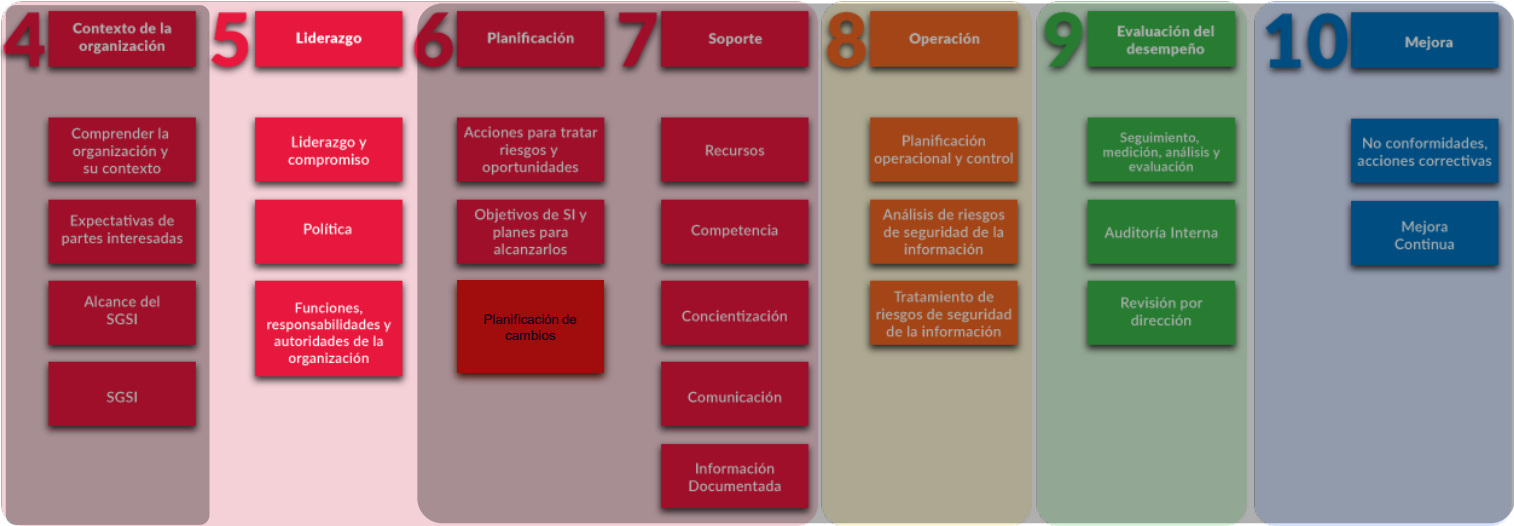 4
Contexto de la
organización
Comprender la
organización y
su contexto
Expectativas de
partes interesadas
Alcance del
SGSI
SGSI
5
Liderazgo
Liderazgo y
compromiso
Política
Funciones,
responsabilidades y
autoridades de la
organización
6
Planificación
Acciones para tratar
riesgos y
oportunidades
Objetivos de SI y
planes para
alcanzarlos
Planificación de
cambios
7
Soporte
Recursos
Competencia
Concientización
Comunicación
Información
Documentada
8
Operación
Planificación
operacional y control
Análisis de riesgos
de seguridad de la
información
Tratamiento de
riesgos de seguridad
de la información
9
Evaluación del
desempeño
Seguimiento,
medición, análisis y
evaluación
Auditoría Interna
Revisión por
dirección
10
Mejora
No conformidades,
acciones correctivas
Mejora
Continua